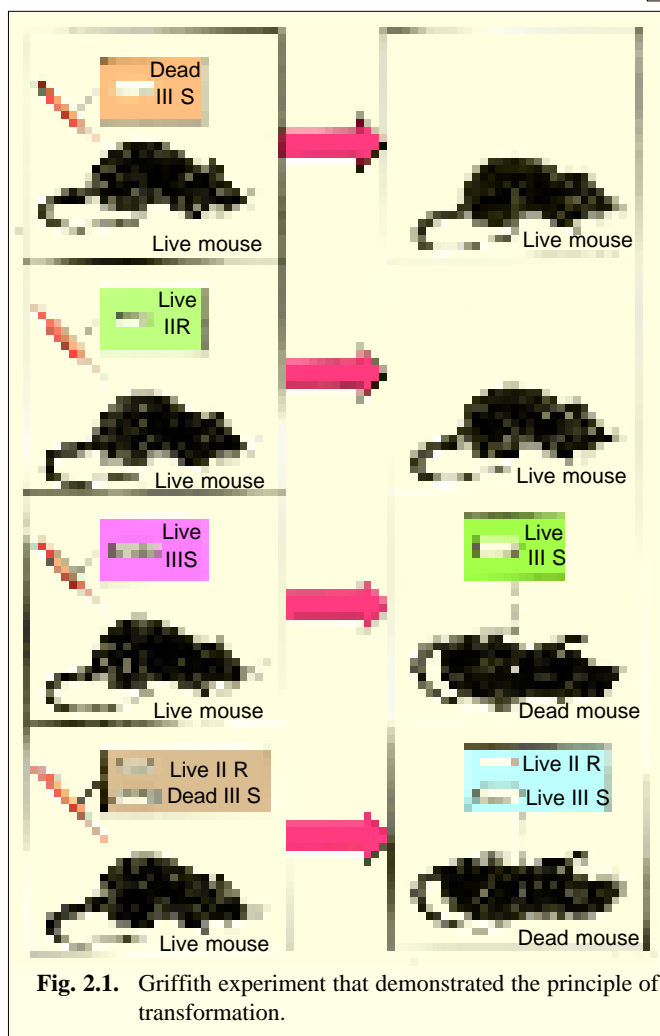 Dead
III S
Live mouse
Live mouse
Live
IIR
Live mouse
Live mouse
Live
IIIS
Live mouse
Live
III S
Dead mouse
Live II R
Dead III S
Live mouse
Live II R
Live III S
Dead mouse
Fig. 2.1. Griffith experiment that demonstrated the principle of
transformation.